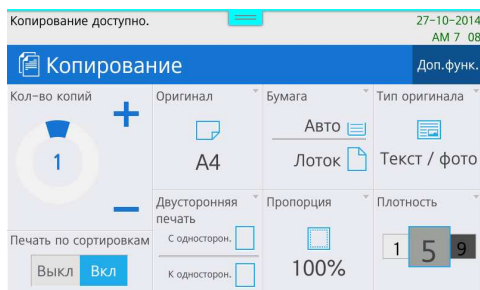 Копирование доступно.
27-10-2014
AM 7 08
Копирование
Доп.функ.
Кол-во копий
1
Оригинал
A4
Бумага
Авто
Лоток
Тип оригинала
Текст / фото
Печать по сортировкам
Выкл Вкл
Двусторонняя
печать
С односторон.
К односторон.
Пропорция
100%
Плотность
1 5 9